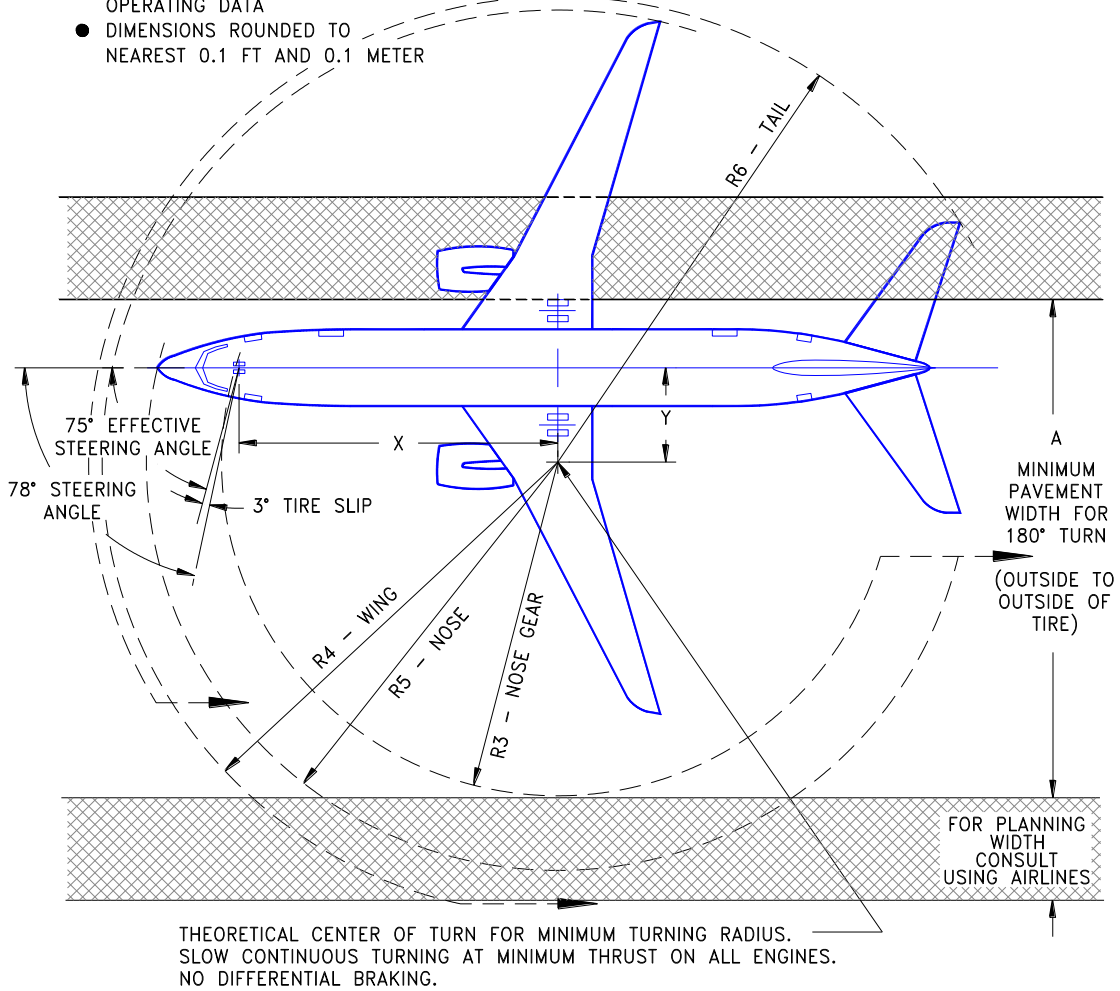 OPERATING DATA
● DIMENSIONS ROUNDED TO
NEAREST 0.1 FT AND 0.1 METER
R6 - TAIL
75° EFFECTIVE
STEERING ANGLE
78° STEERING
ANGLE
3° TIRE SLIP
X
Y
A
MINIMUM
PAVEMENT
WIDTH FOR
180° TURN
(OUTSIDE TO
OUTSIDE OF
TIRE)
R4 - WING
R5 - NOSE
R3 - NOSE GEAR
FOR PLANNING
WIDTH
CONSULT
USING AIRLINES
THEORETICAL CENTER OF TURN FOR MINIMUM TURNING RADIUS.
SLOW CONTINUOUS TURNING AT MINIMUM THRUST ON ALL ENGINES.
NO DIFFERENTIAL BRAKING.